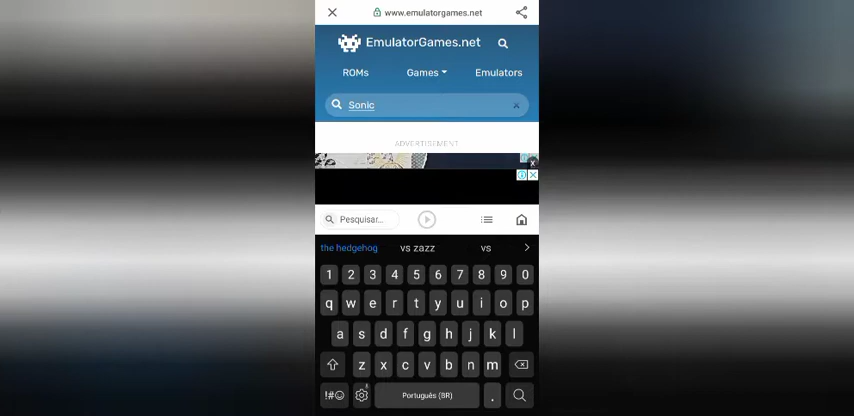 www.emulatorgames.net
EmulatorGames.net
ROMs Games Emulators
Sonic
ADVERTISEMENT
x
Pesquisar...
the hedgehog vs zazz vs
1 2 3 4 5 6 7 8 9 0
q w e r t y u i o p
a s d f g h j k l
z x c v b n m
!#☺ Português (BR) .